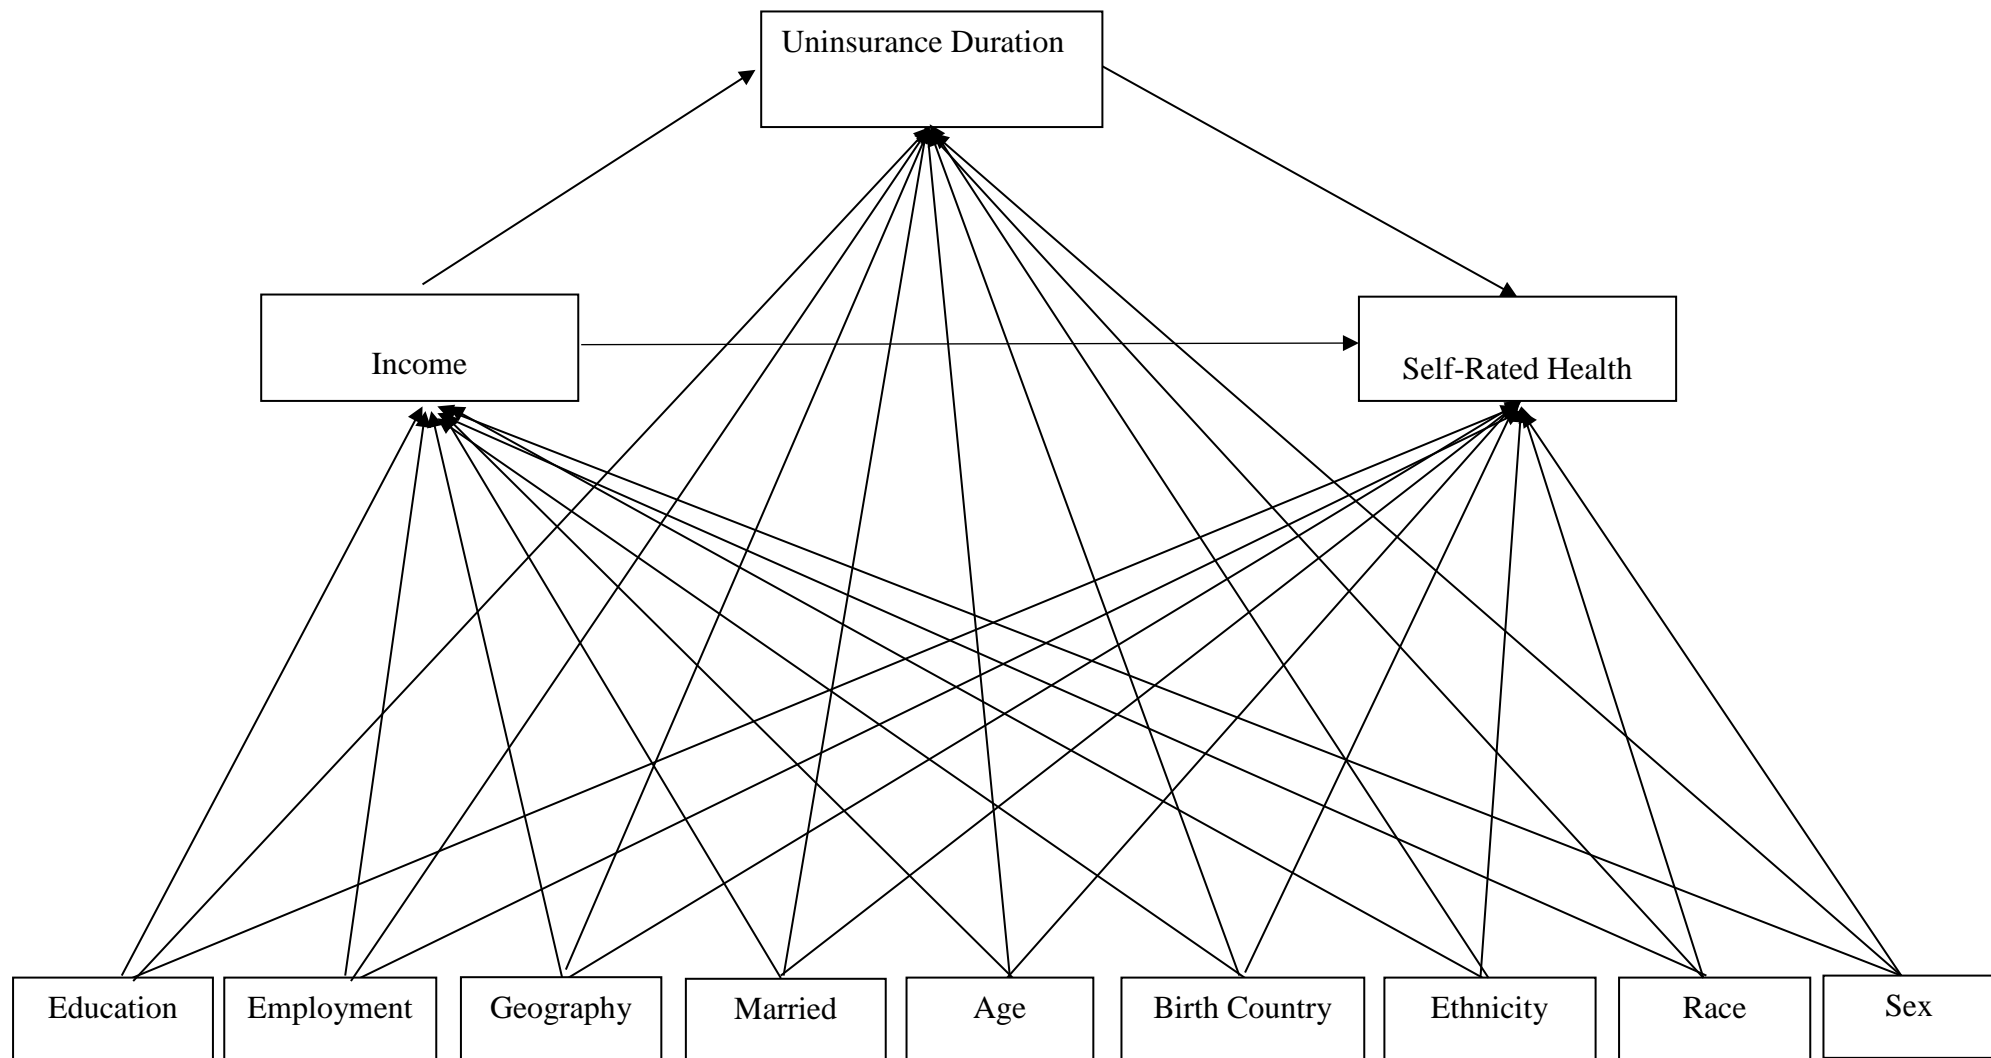 Uninsurance Duration
Income
Self-Rated Health
Education
Employment
Geography
Married
Age
Birth Country
Ethnicity
Race
Sex